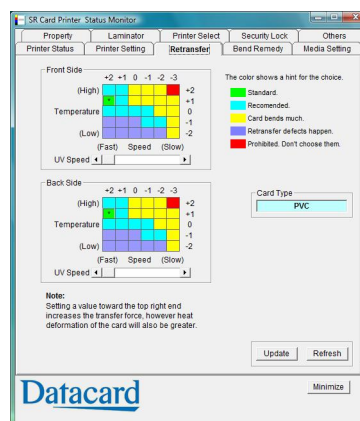 SR Card Printer Status Monitor
Property Laminator Printer Select Security Lock Others
Printer Status Printer Setting Retransfer Bend Remedy Media Setting
Front Side
+2 +1 0 -1 -2 -3
(High) +2
+1
Temperature 0
-1
(Low) -2
(Fast) Speed (Slow)
UV Speed
The color shows a hint for the choice.
Standard.
Recomended.
Card bends much.
Retransfer defects happen.
Prohibited. Don't choose them.
Back Side
+2 +1 0 -1 -2 -3
(High) +2
+1
Temperature 0
-1
(Low) -2
(Fast) Speed (Slow)
UV Speed
Card Type
PVC
Note:
Setting a value toward the top right end
increases the transfer force, however heat
deformation of the card will also be greater.
Update Refresh
Datacard
Minimize